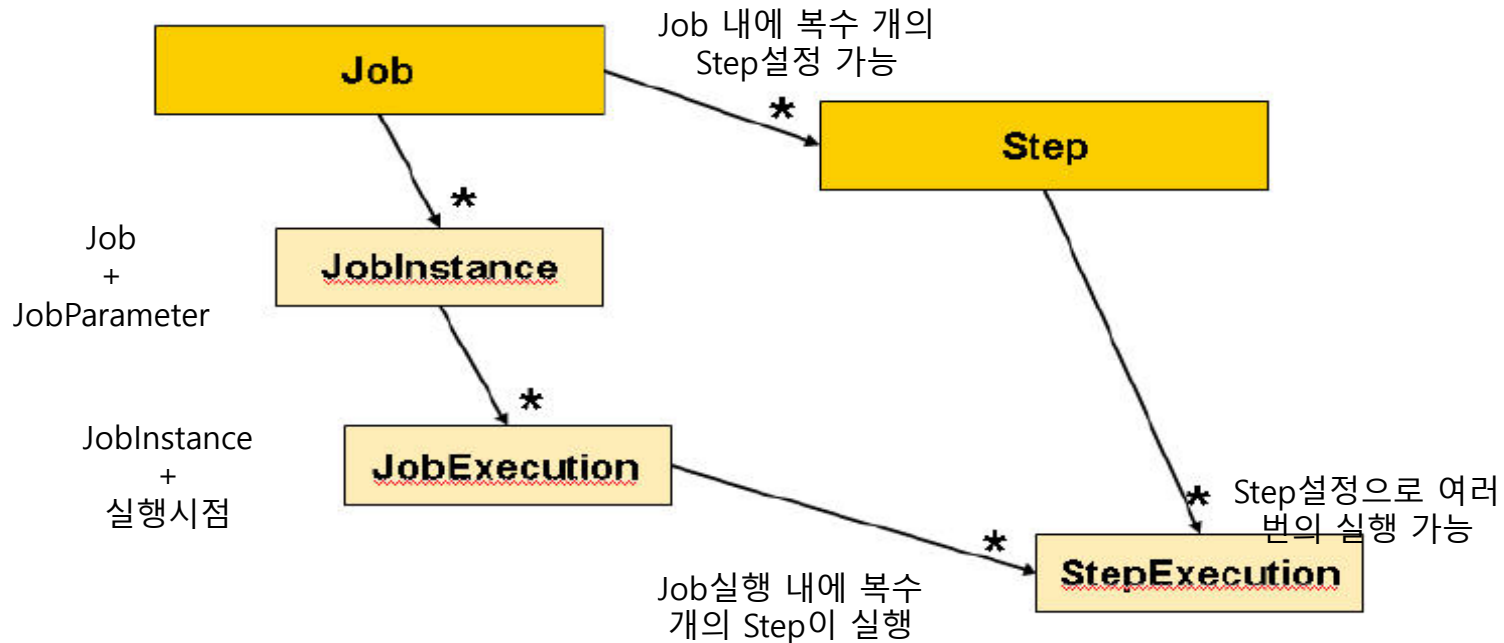 Job 내에 복수 개의
Step설정 가능
Job
*
Step
*
Job
+
JobParameter
JobInstance
*
JobInstance
+
실행시점
JobExecution
*
Step설정으로 여러
번의 실행 가능
*
StepExecution
Job실행 내에 복수
개의 Step이 실행